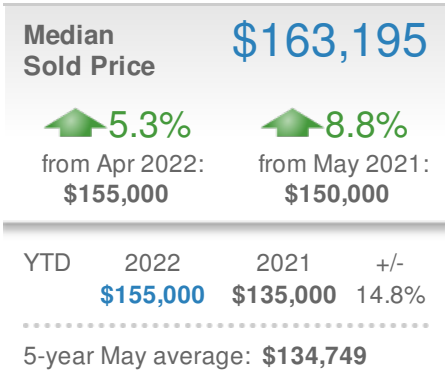 Median
Sold Price
$163,195
5.3%
from Apr 2022:
$155,000
8.8%
from May 2021:
$150,000
YTD 2022 2021 +/-
$155,000 $135,000 14.8%
5-year May average: $134,749